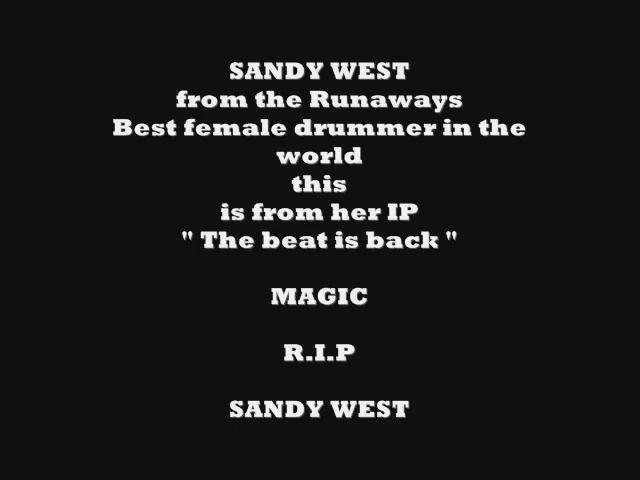 SANDY WEST
from the Runaways
Best female drummer in the
world
this
is from her IP
" The beat is back "
MAGIC
R.I.P
SANDY WEST